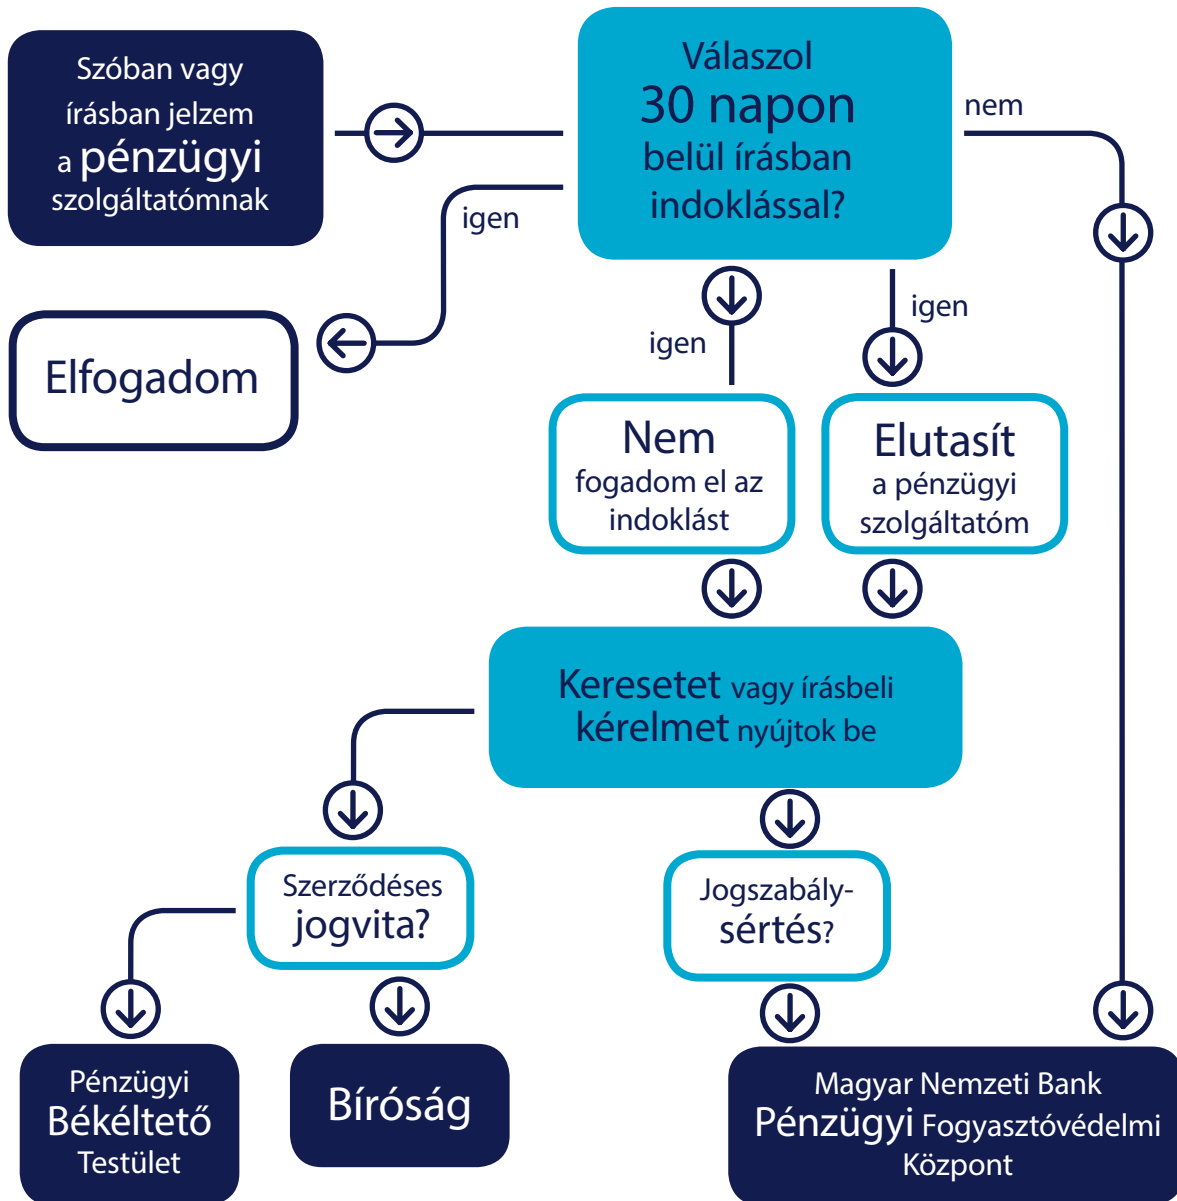 Szóban vagy
írásban jelzem
a pénzügyi
szolgáltatómnak
Válaszol
30 napon
belül írásban
indoklással?
nem
igen
Elfogadom
igen
igen
Nem
fogadom el az
indoklást
Elutasít
a pénzügyi
szolgáltatóm
Keresetet vagy írásbeli
kérelmet nyújtok be
Szerződéses
jogvita?
Jogszabály-
sértés?
Pénzügyi
Békéltető
Testület
Bíróság
Magyar Nemzeti Bank
Pénzügyi Fogyasztóvédelmi
Központ